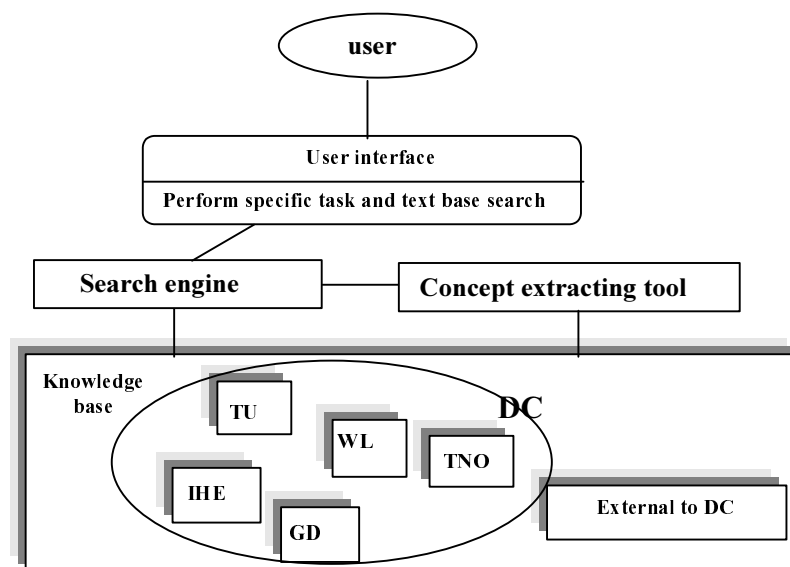 user
User interface
Perform specific task and text base search
Search engine
Concept extracting tool
Knowledge
base
DC
TU
WL
TNO
IHE
External to DC
GD